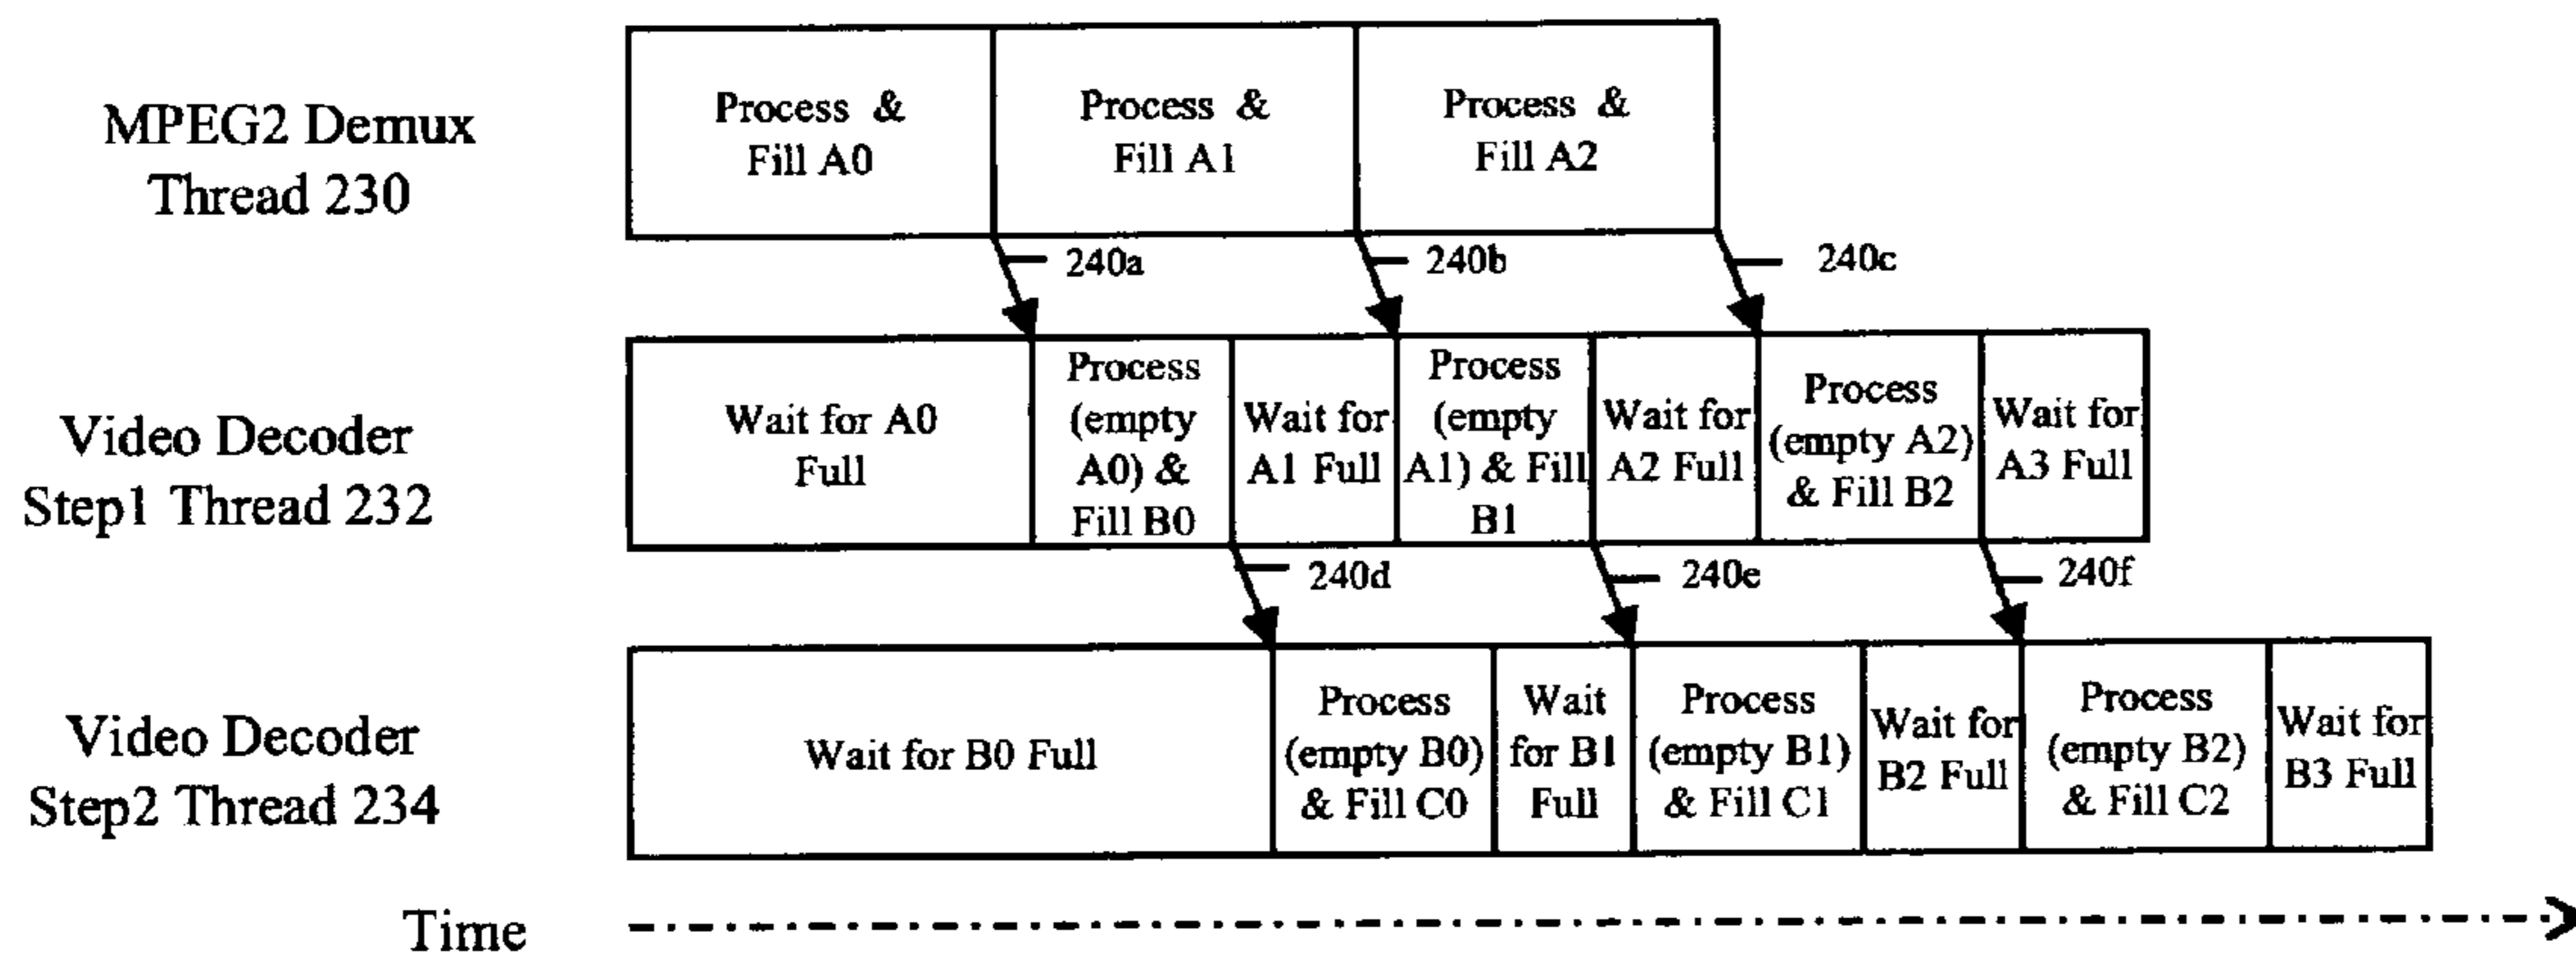 MPEG2 Demux
Thread 230
Process &
Fill A0
Process &
Fill A1
Process &
Fill A2
240a
240b
240c
Video Decoder
Step1 Thread 232
Wait for A0
Full
Process
(empty
A0) &
Fill B0
Wait for
A1 Full
Process
(empty
A1) & Fill
B1
Wait for
A2 Full
Process
(empty A2)
& Fill B2
Wait for
A3 Full
240d
240e
240f
Video Decoder
Step2 Thread 234
Wait for B0 Full
Process
(empty B0)
& Fill C0
Wait
for B1
Full
Process
(empty B1)
& Fill C1
Wait for
B2 Full
Process
(empty B2)
& Fill C2
Wait for
B3 Full
Time